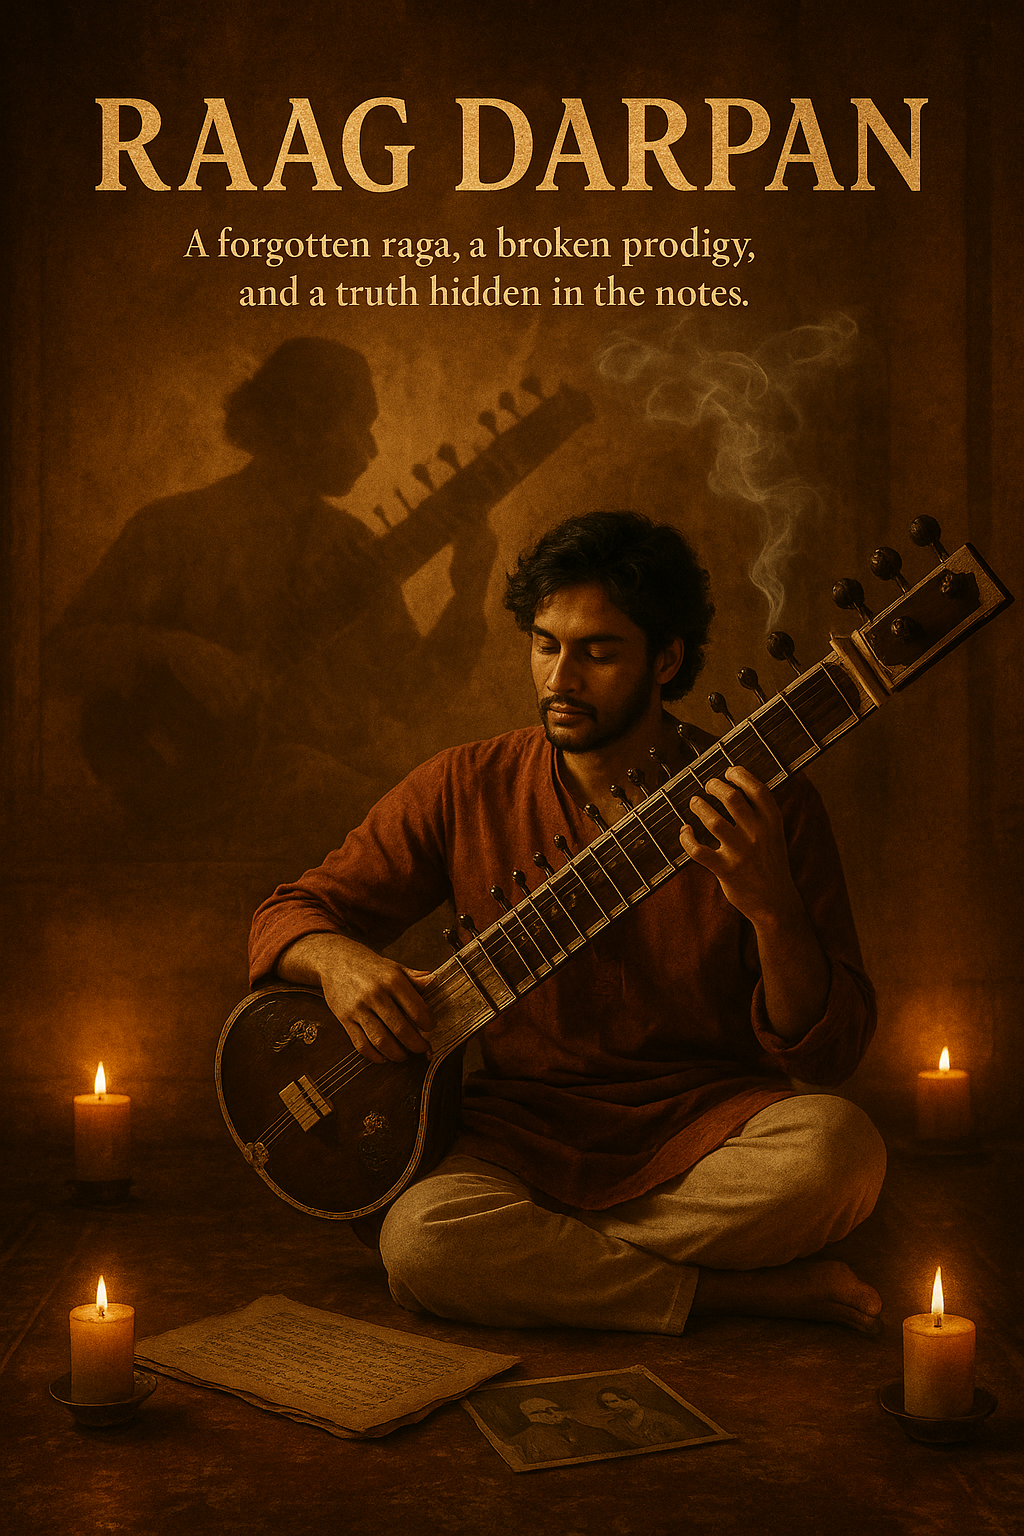 RAAG DARPAN
A forgotten raga, a broken prodigy,
and a truth hidden in the notes.